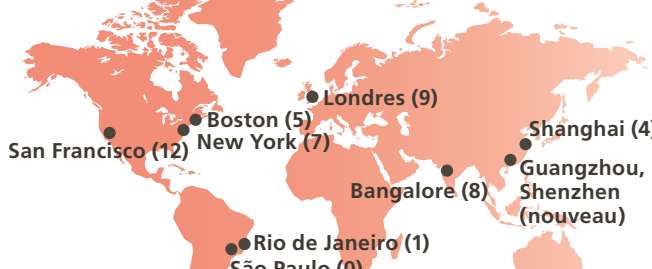 Londres (9)
Boston (5)
New York (7)
San Francisco (12)
Shanghai (4)
Guangzhou,
Shenzhen
(nouveau)
Bangalore (8)
Rio de Janeiro (1)
São Paulo (0)